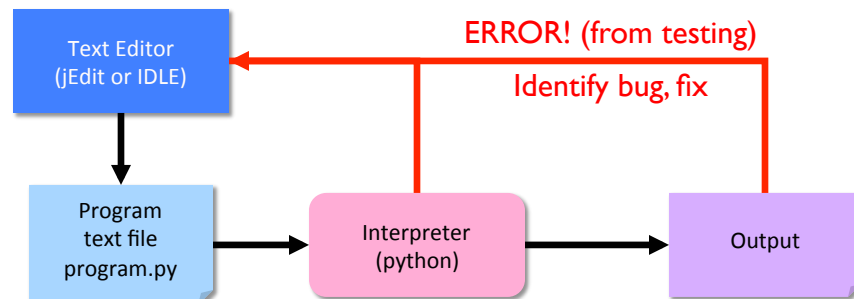 Text Editor
(jEdit or IDLE)
ERROR! (from testing)
Identify bug, fix
Program
text file
program.py
Interpreter
(python)
Output